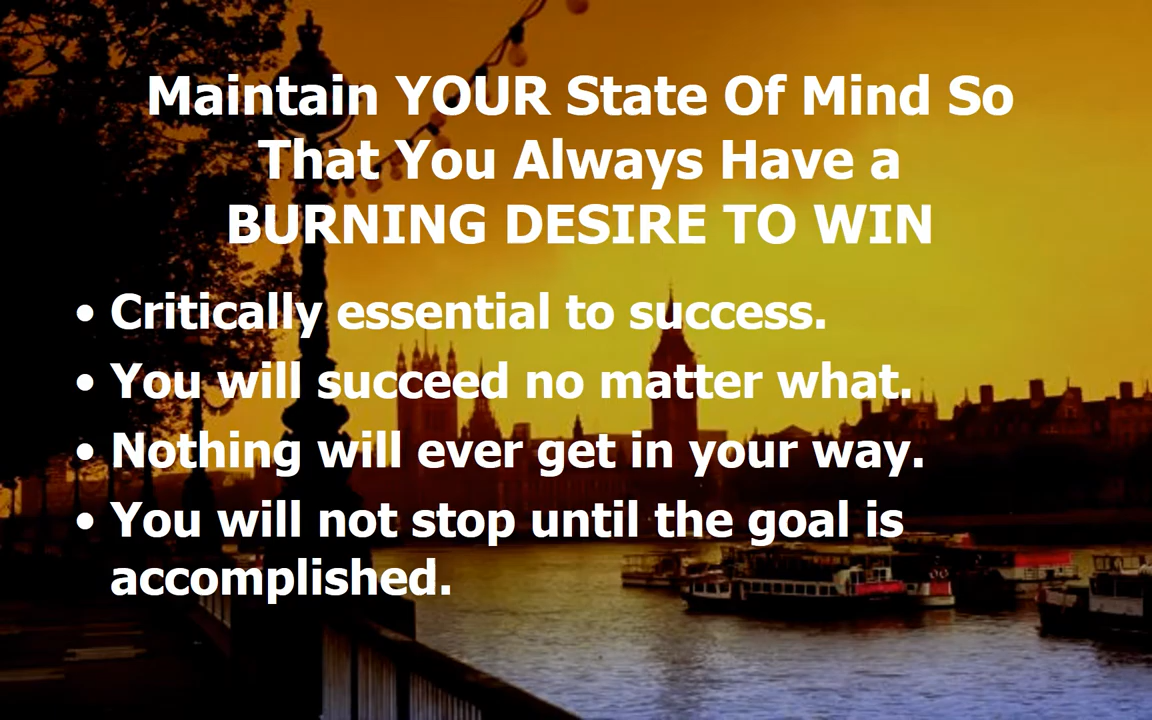 Maintain YOUR State Of Mind So
That You Always Have a
BURNING DESIRE TO WIN
• Critically essential to success.
• You will succeed no matter what.
• Nothing will ever get in your way.
• You will not stop until the goal is
accomplished.